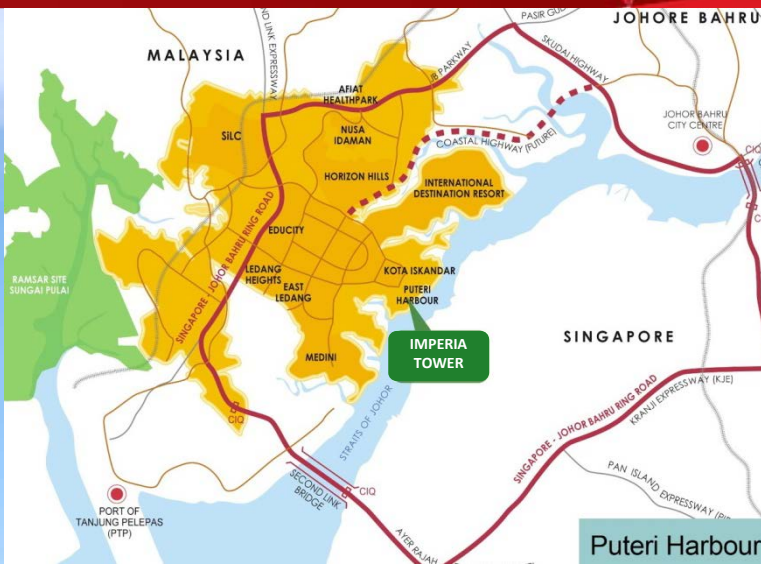 PASIR GUD
JOHORE BAHRU
MALAYSIA
ND LINK EXPRESSWAY
JB PARKWAY
SKUDAI HIGHWAY
AFIAT
HEALTHPARK
SILC
NUSA
IDAMAN
COASTAL HIGHWAY (FUTURE)
JOHOR BAHRU
CITY CENTRE
CIQ
HORIZON HILLS
INTERNATIONAL
DESTINATION RESORT
SINGAPORE - JOHOR BAHRU RING ROAD
EDUCITY
RAMSAR SITE
SUNGAI PULAI
LEDANG
HEIGHTS
EAST
LEDANG
KOTA ISKANDAR
PUTERI
HARBOUR
IMPERIA
TOWER
SINGAPORE
MEDINI
STRAITS OF JOHOR
CIQ
SINGAPORE - JOHOR BAHRU RING ROAD
KRANJI EXPRESSWAY (KJE)
SECOND LINK
BRIDGE
CIQ
PAN ISLAND EXPRESSWAY (PI
PORT OF
TANJUNG PELEPAS
(PTP)
AYER RAJAH
Puteri Harbour